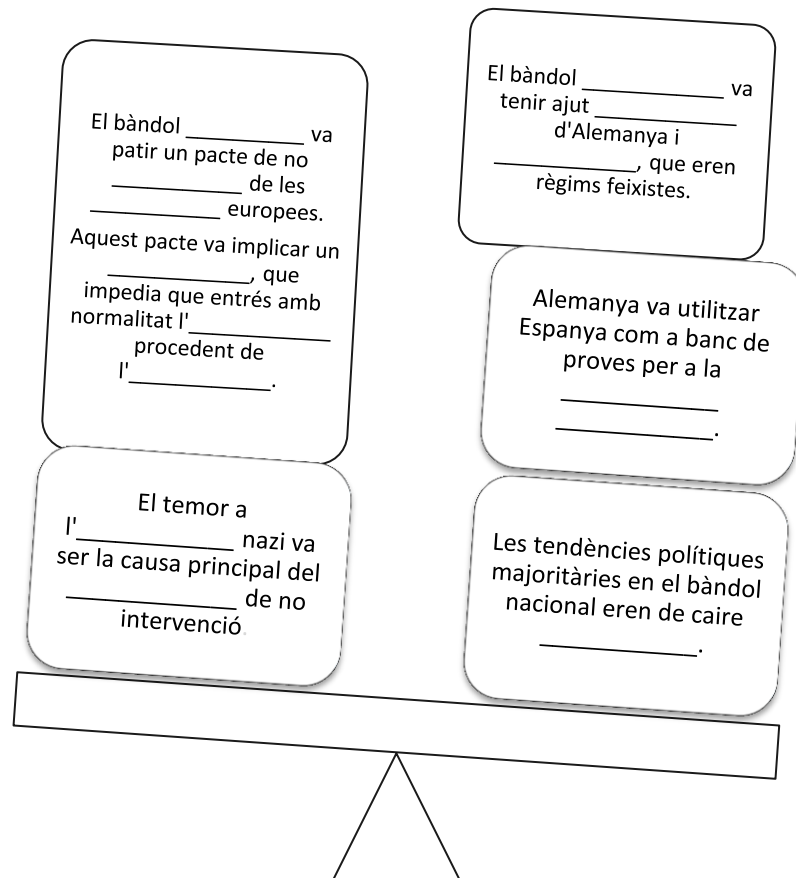 El bàndol __________ va
patir un pacte de no
___________ de les
___________ europees.
Aquest pacte va implicar un
____________, que
impedia que entrés amb
normalitat l'____________
procedent de
l'____________.
El temor a
l'_____________ nazi va
ser la causa principal del
______________ de no
intervenció.
El bàndol ____________ va
tenir ajut ____________
d'Alemanya i
____________, que eren
règims feixistes.
Alemanya va utilitzar
Espanya com a banc de
proves per a la
_____________
_____________.
Les tendències polítiques
majoritàries en el bàndol
nacional eren de caire
_____________.